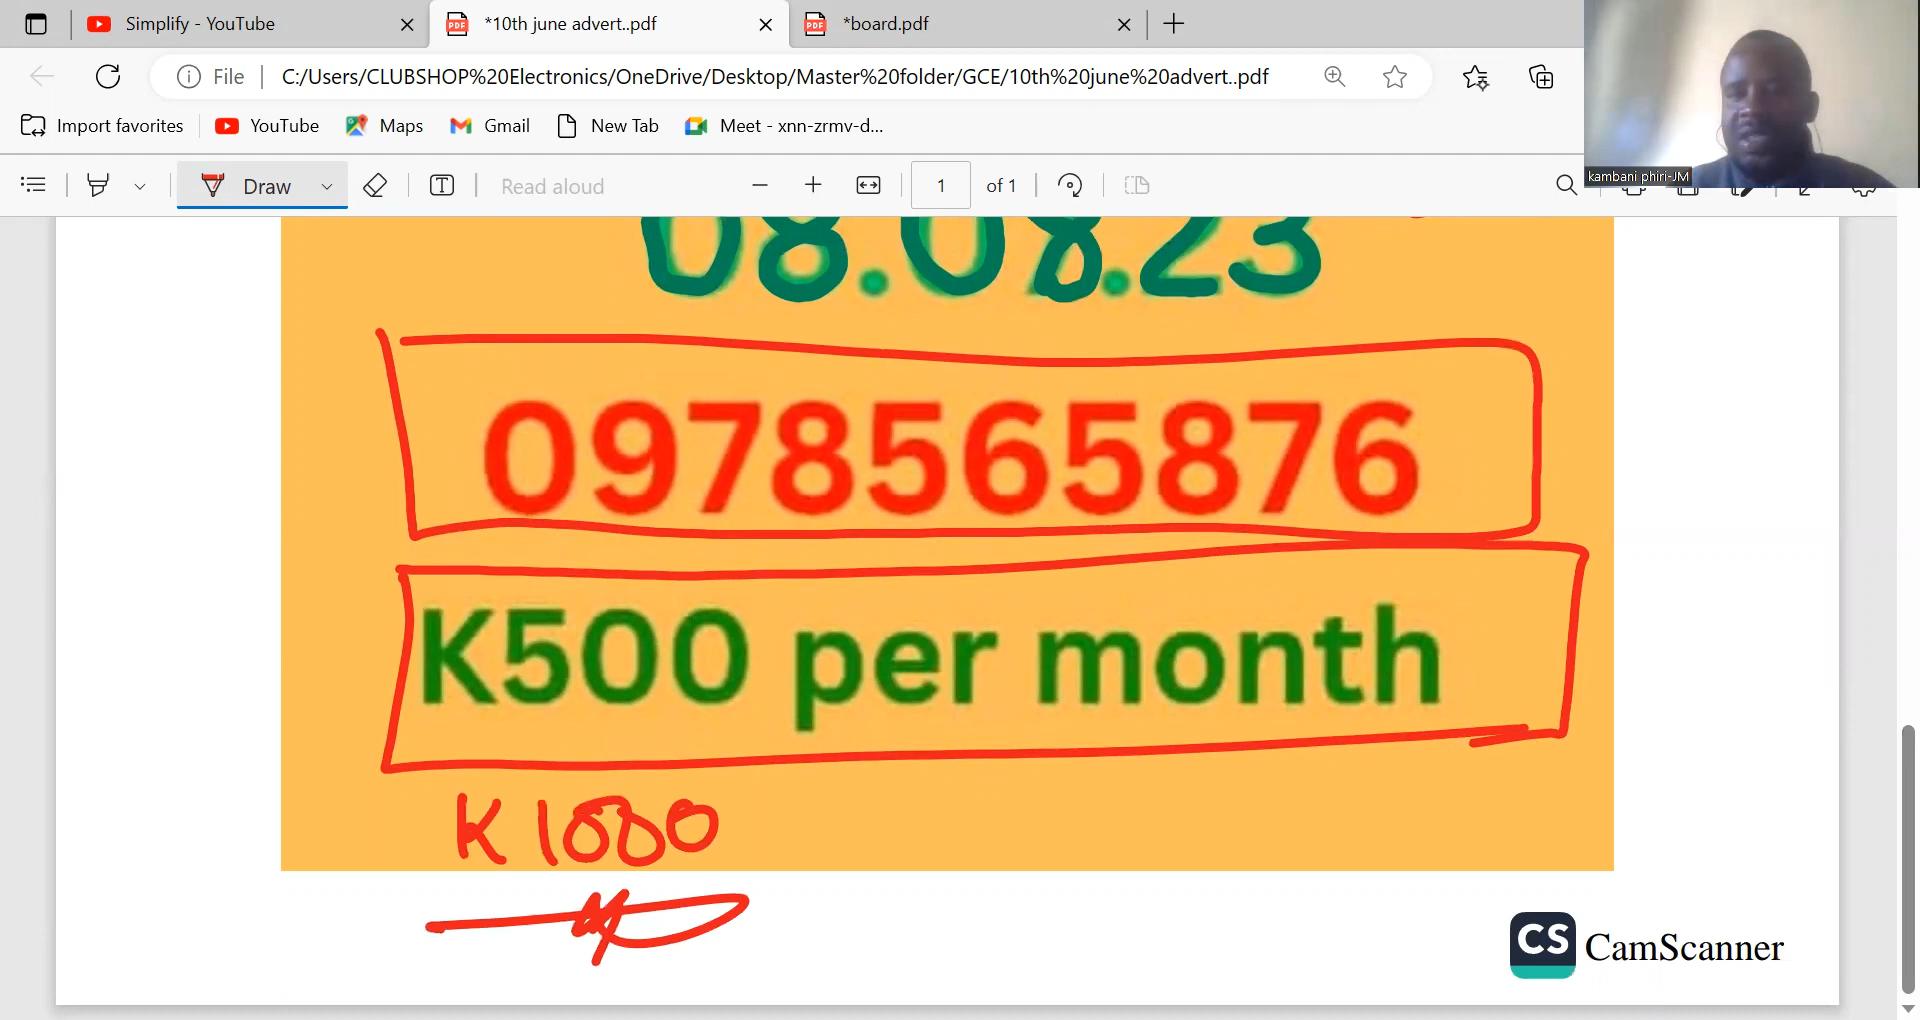 Simplify - YouTube
*10th june advert..pdf
*board.pdf
File
C:/Users/CLUBSHOP%20Electronics/OneDrive/Desktop/Master%20folder/GCE/10th%20june%20advert..pdf
Import favorites
YouTube
Maps
Gmail
New Tab
Meet - xnn-zrmv-d...
kambani phiri-JM
Draw
Read aloud
1 of 1
08.08.23
0978565876
K500 per month
K1000
CS CamScanner